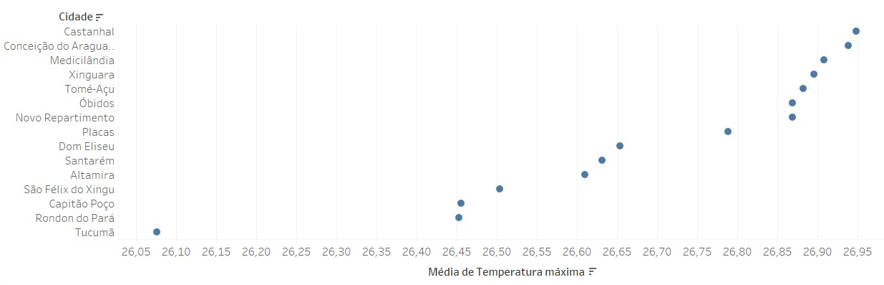 Cidade
Castanhal
Conceição do Aragua..
Medicilândia
Xinguara
Tomé-Açu
Óbidos
Novo Repartimento
Placas
Dom Eliseu
Santarém
Altamira
São Félix do Xingu
Capitão Poço
Rondon do Pará
Tucumã
26,05 26,10 26,15 26,20 26,25 26,30 26,35 26,40 26,45 26,50 26,55 26,60 26,65 26,70 26,75 26,80 26,85 26,90 26,95
Média de Temperatura máxima